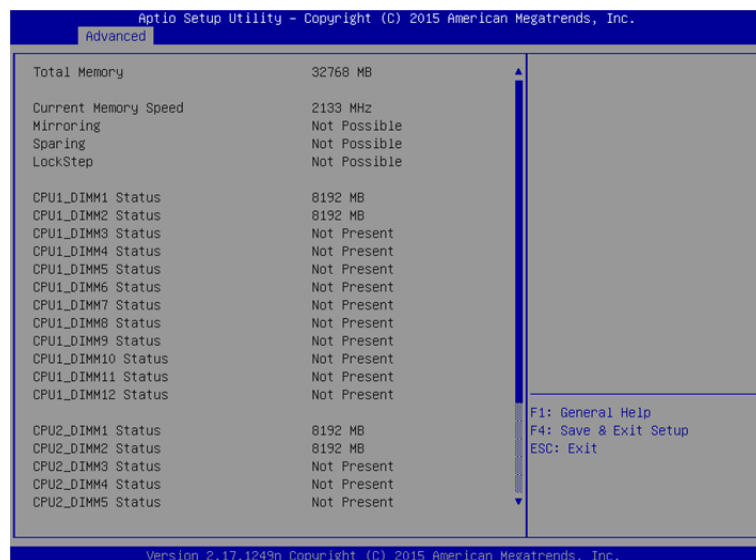 Aptio Setup Utility – Copyright (C) 2015 American Megatrends, Inc.
Advanced
Total Memory 32768 MB
Current Memory Speed 2133 MHz
Mirroring Not Possible
Sparing Not Possible
LockStep Not Possible
CPU1_DIMM1 Status 8192 MB
CPU1_DIMM2 Status 8192 MB
CPU1_DIMM3 Status Not Present
CPU1_DIMM4 Status Not Present
CPU1_DIMM5 Status Not Present
CPU1_DIMM6 Status Not Present
CPU1_DIMM7 Status Not Present
CPU1_DIMM8 Status Not Present
CPU1_DIMM9 Status Not Present
CPU1_DIMM10 Status Not Present
CPU1_DIMM11 Status Not Present
CPU1_DIMM12 Status Not Present
CPU2_DIMM1 Status 8192 MB
CPU2_DIMM2 Status 8192 MB
CPU2_DIMM3 Status Not Present
CPU2_DIMM4 Status Not Present
CPU2_DIMM5 Status Not Present
F1: General Help
F4: Save & Exit Setup
ESC: Exit
Version 2.17.1249n Copyright (C) 2015 American Megatrends, Inc.